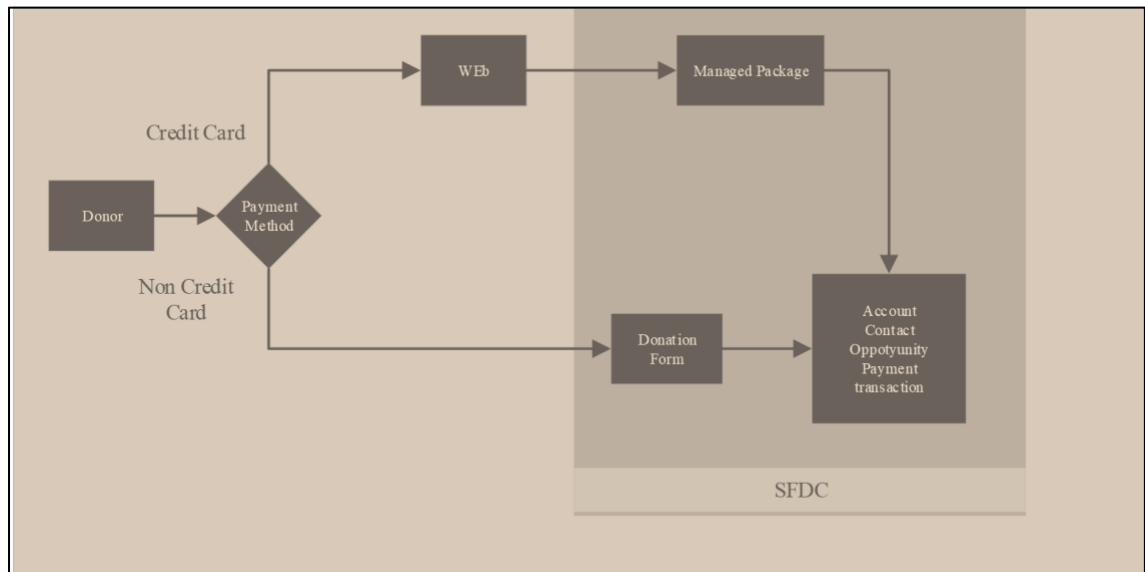 WEb
Managed Package
Credit Card
Donor
Payment
Method
Non Credit
Card
Donation
Form
Account
Contact
Oppotyunity
Payment
transaction
SFDC